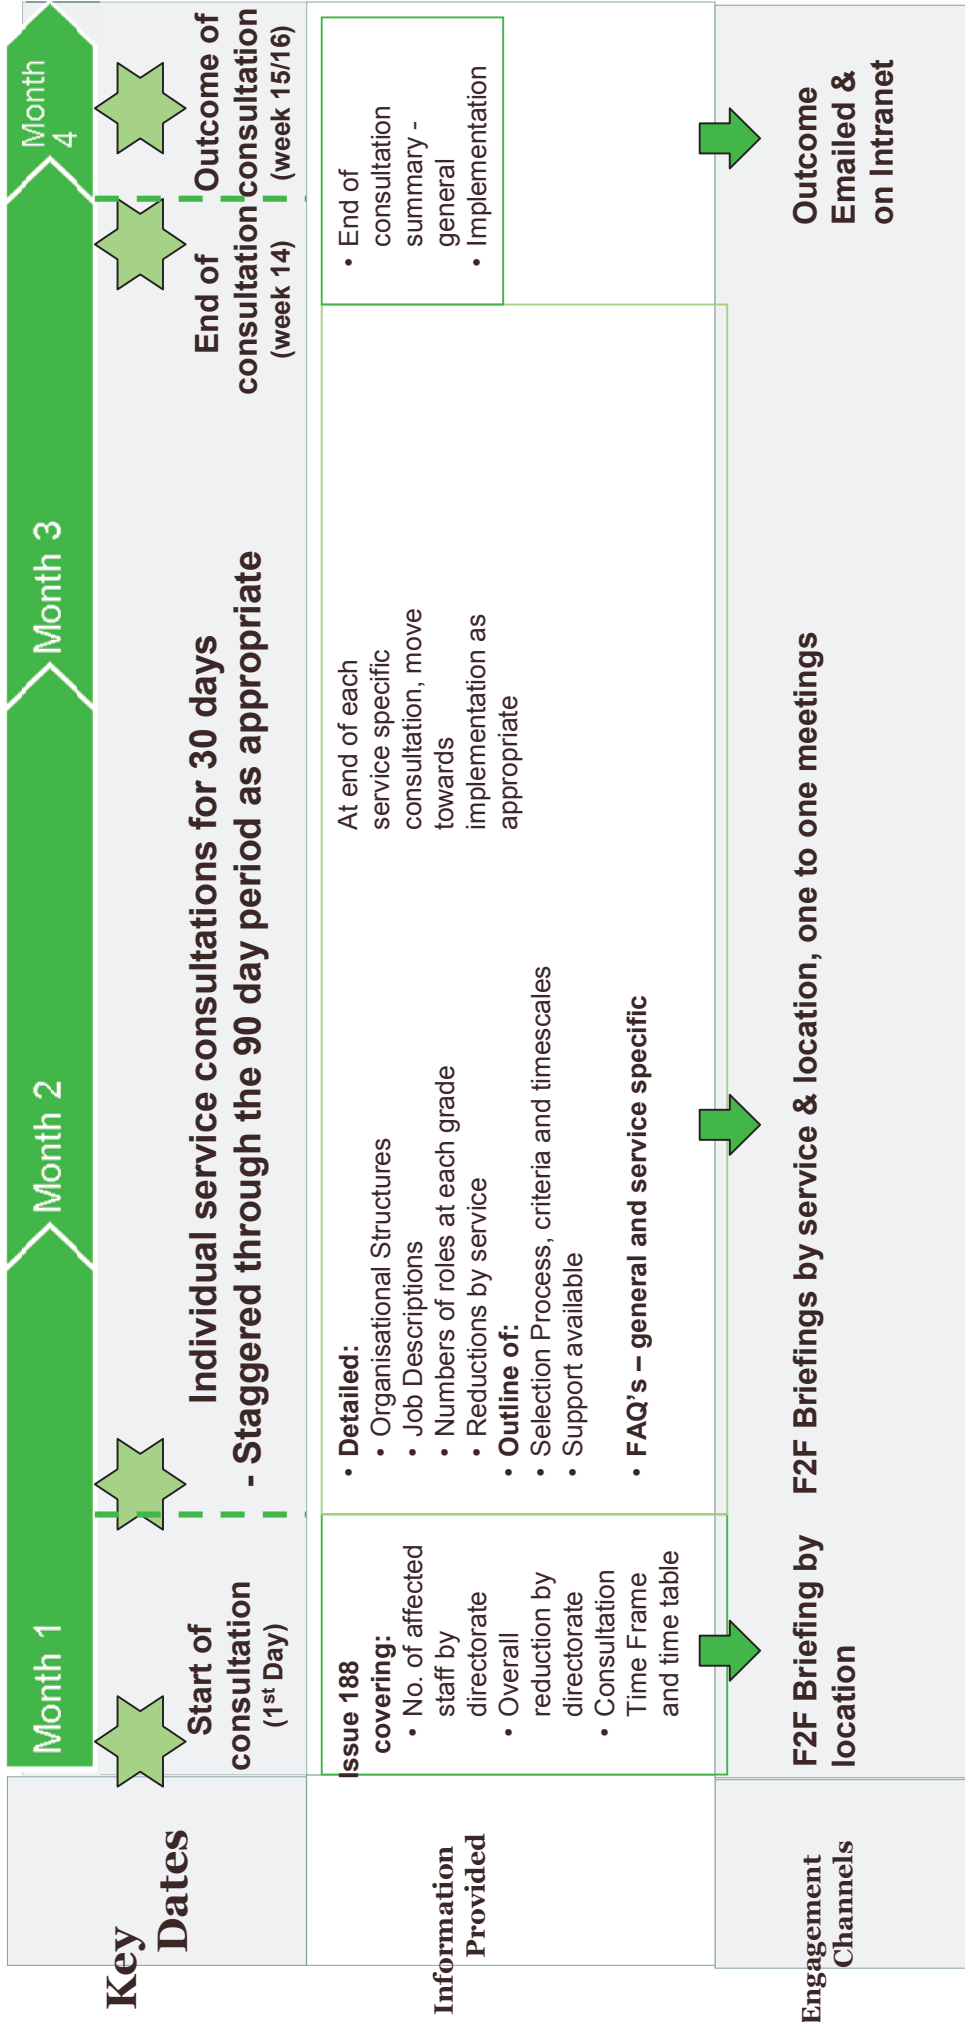 Month 1
Month 2
Month 3
Month
4
Key
Dates
Start of
consultation
(1st Day)
Individual service consultations for 30 days
- Staggered through the 90 day period as appropriate
End of
consultation
(week 14)
Outcome of
consultation
(week 15/16)
Information
Provided
Issue 188
covering:
• No. of affected
staff by
directorate
• Overall
reduction by
directorate
• Consultation
Time Frame
and time table
• Detailed:
• Organisational Structures
• Job Descriptions
• Numbers of roles at each grade
• Reductions by service
• Outline of:
• Selection Process, criteria and timescales
• Support available
• FAQ’s – general and service specific
At end of each
service specific
consultation, move
towards
implementation as
appropriate
• End of
consultation
summary -
general
• Implementation
Engagement
Channels
F2F Briefing by
location
F2F Briefings by service & location, one to one meetings
Outcome
Emailed &
on Intranet